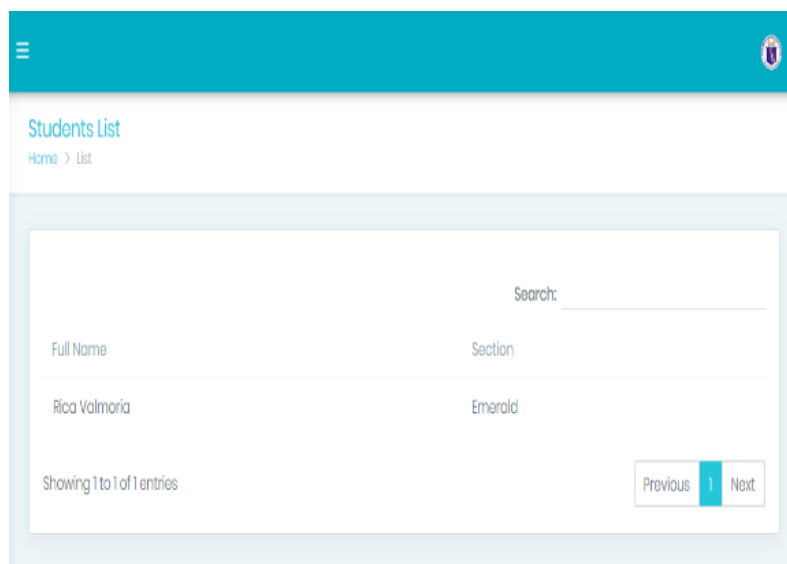 Students List
Home > List
Search:
Full Name Section
Rica Valmoria Emerald
Showing 1 to 1 of 1 entries Previous 1 Next